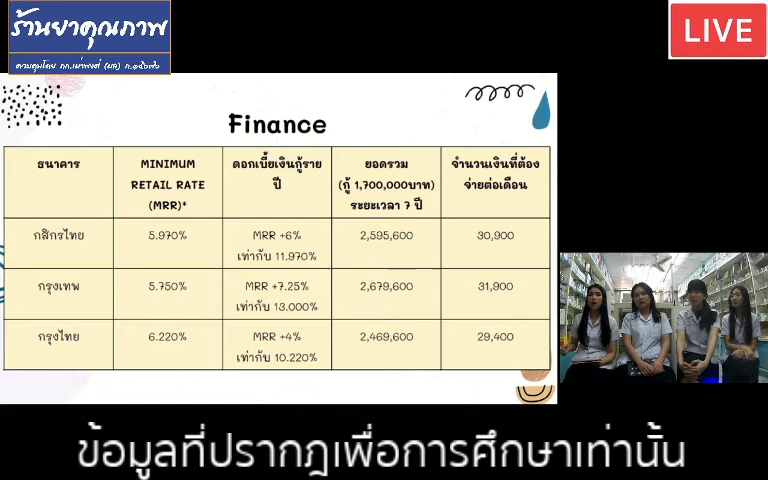 ร้านยาคุณภาพ
LIVE
Finance
ธนาคาร
MINIMUM
RETAIL RATE
(MRR)*
ดอกเบี้ยเงินกู้ราย
ปี
ยอดรวม
(กู้ 1,700,000บาท)
ระยะเวลา 7 ปี
จำนวนเงินที่ต้อง
จ่ายต่อเดือน
กสิกรไทย
5.970%
MRR +6%
เท่ากับ 11.970%
2,595,600
30,900
กรุงเทพ
5.750%
MRR +7.25%
เท่ากับ 13.000%
2,679,600
31,900
กรุงไทย
6.220%
MRR +4%
เท่ากับ 10.220%
2,469,600
29,400
ข้อมูลที่ปรากฎเพื่อการศึกษาเท่านั้น